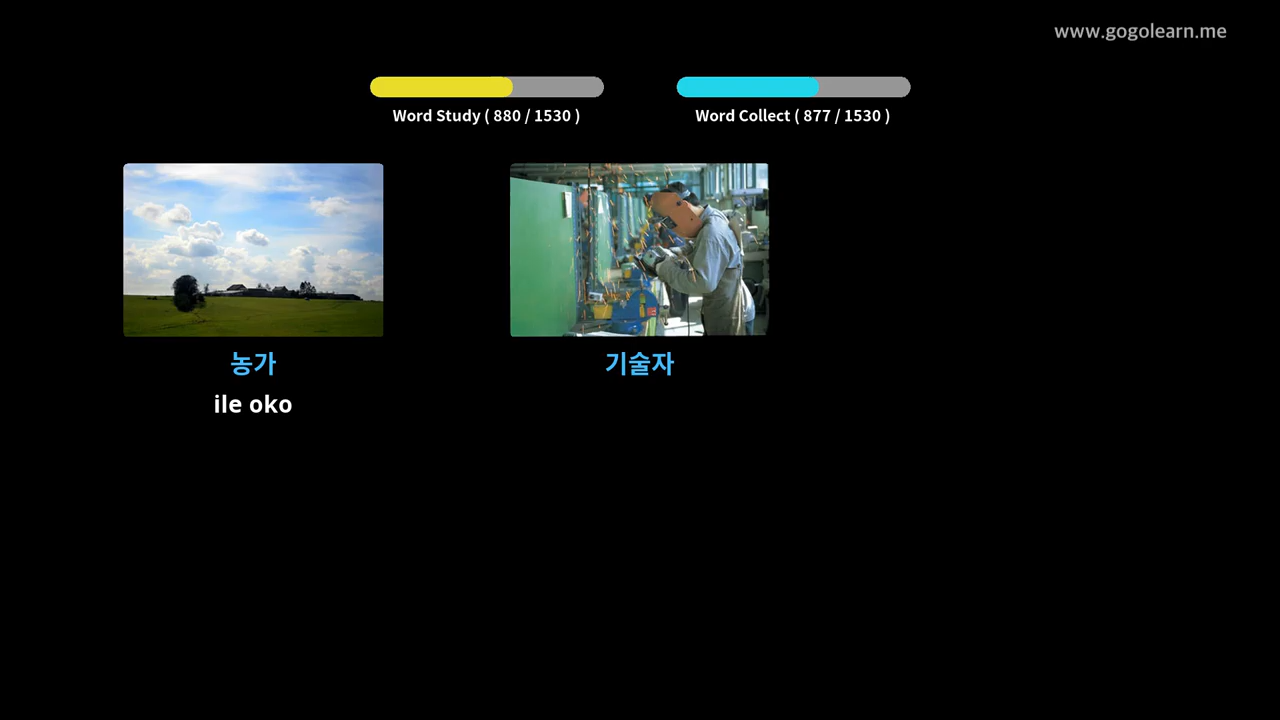 www.gogolearn.me
Word Study ( 880 / 1530 )
Word Collect ( 877 / 1530 )
농가
기술자
ile oko